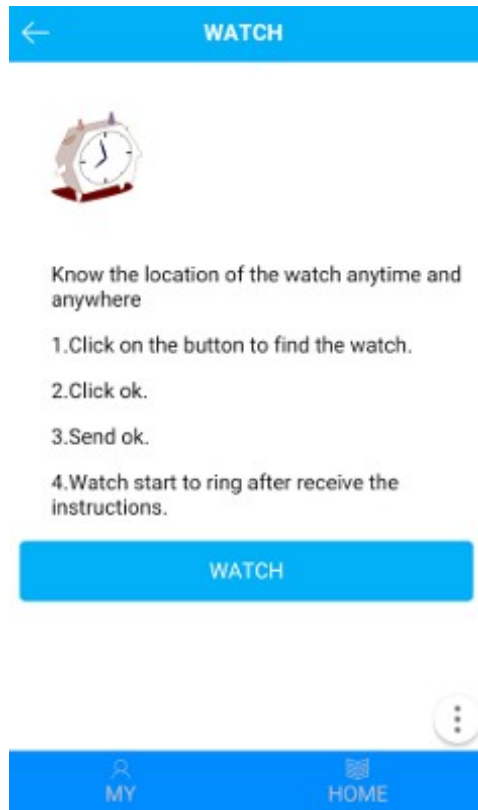 WATCH
Know the location of the watch anytime and
anywhere
1.Click on the button to find the watch.
2.Click ok.
3.Send ok.
4.Watch start to ring after receive the
instructions.
WATCH
MY
HOME